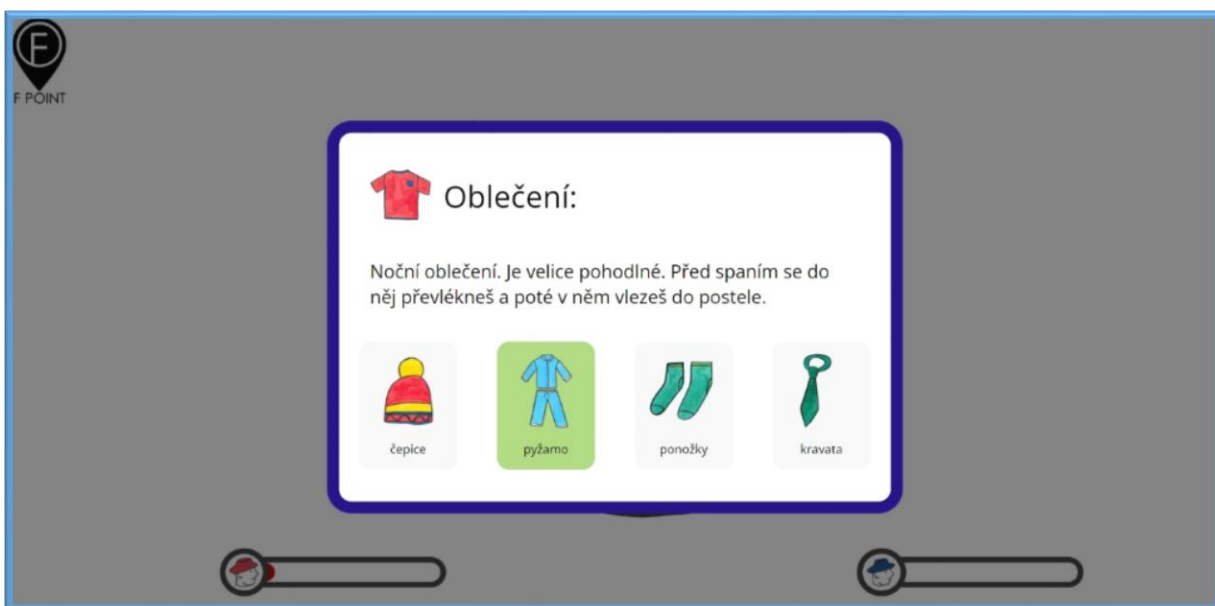 F
F POINT
Oblečení:
Noční oblečení. Je velice pohodlné. Před spaním se do
něj převlékneš a poté v něm vlezeš do postele.
čepice
pyžamo
ponožky
kravata